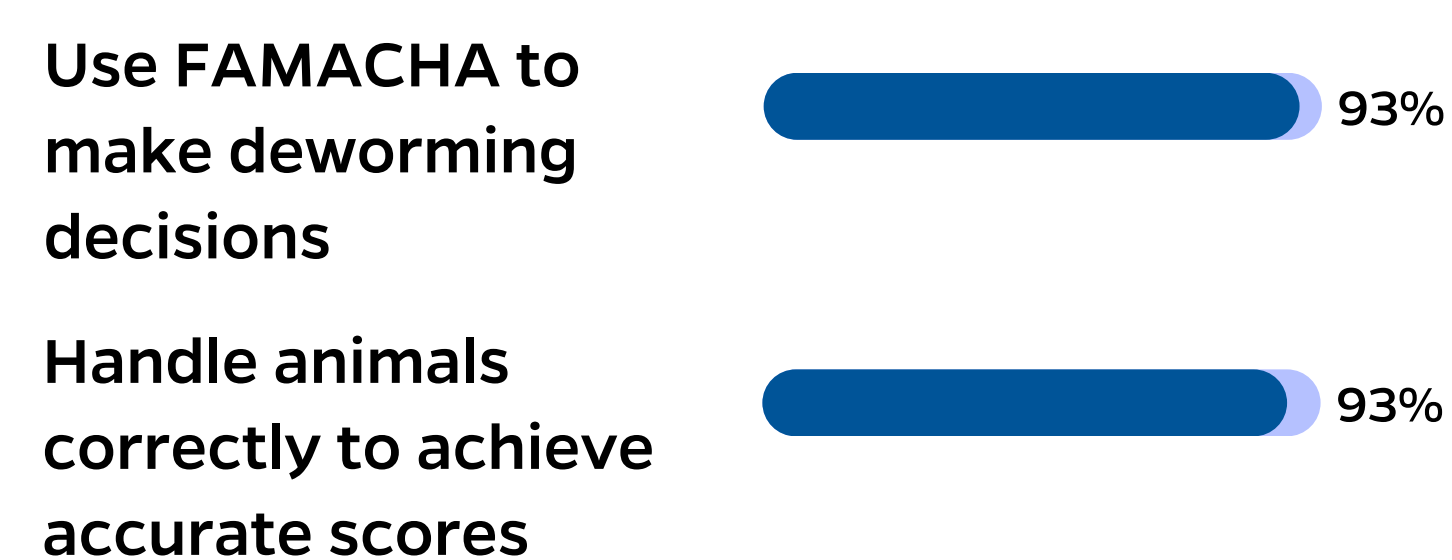 Use FAMACHA to
make deworming
decisions
93%
Handle animals
correctly to achieve
accurate scores
93%